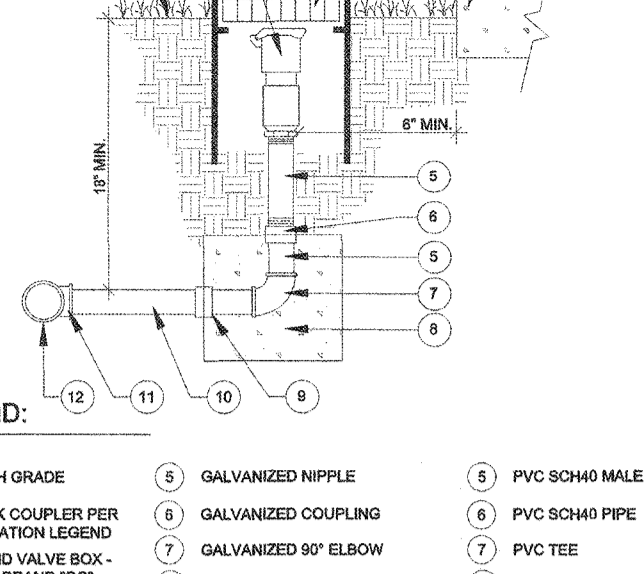 6" MIN.
18" MIN.
5
6
5
7
8
12
11
10
9
D:
H GRADE
K COUPLER PER
ATION LEGEND
ND VALVE BOX -
5 GALVANIZED NIPPLE
6 GALVANIZED COUPLING
7 GALVANIZED 90° ELBOW
5 PVC SCH40 MALE
6 PVC SCH40 PIPE
7 PVC TEE